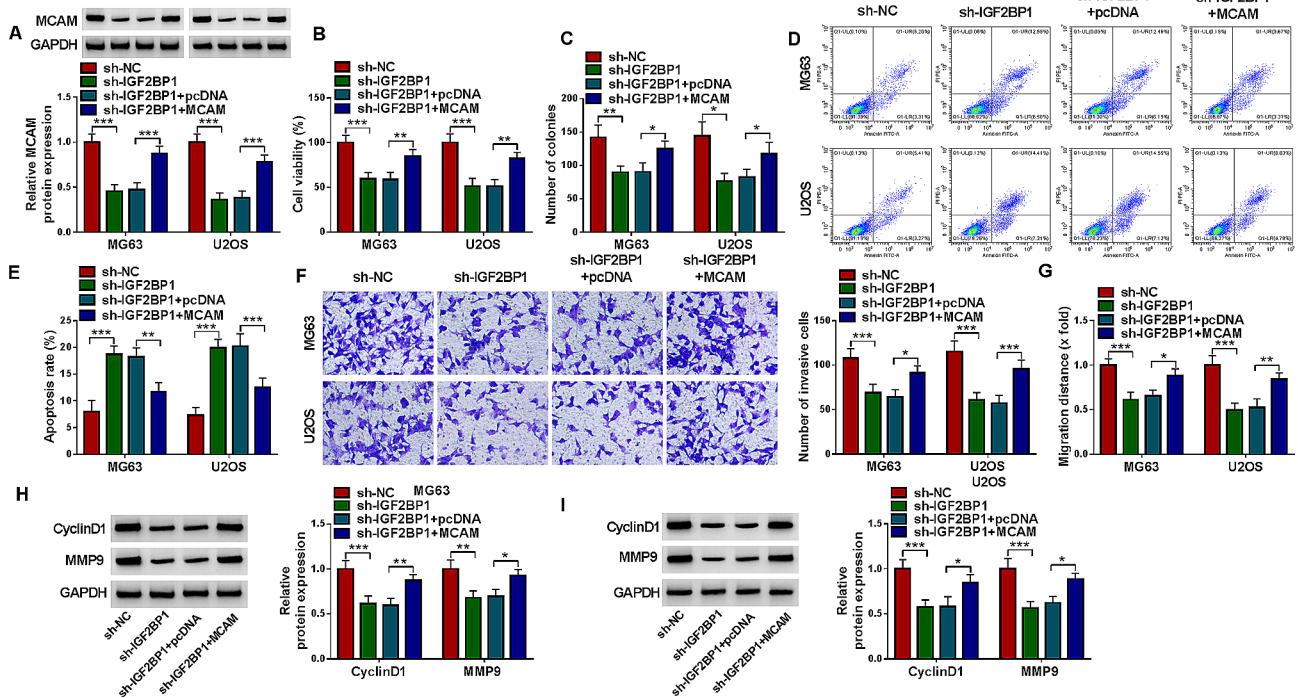 MCAM
GAPDH
A
sh-NC
sh-IGF2BP1
sh-IGF2BP1+pcDNA
sh-IGF2BP1+MCAM
Relative MCAM
protein expression
1.5
1.0
0.5
0.0
*** *** *** ***
MG63 U2OS
B
sh-NC
sh-IGF2BP1
sh-IGF2BP1+pcDNA
sh-IGF2BP1+MCAM
Cell viability (%)
150
100
50
0
*** ** *** **
MG63 U2OS
C
sh-NC
sh-IGF2BP1
sh-IGF2BP1+pcDNA
sh-IGF2BP1+MCAM
Number of colonies
200
150
100
50
0
** * * *
MG63 U2OS
D
sh-NC sh-IGF2BP1 +pcDNA +MCAM
MG63
U2OS
PI PE-A
Annexin FITC-A
E
sh-NC
sh-IGF2BP1
sh-IGF2BP1+pcDNA
sh-IGF2BP1+MCAM
Apoptosis rate (%)
25
20
15
10
5
0
*** ** *** ***
MG63 U2OS
F
sh-NC
sh-IGF2BP1
sh-IGF2BP1
+pcDNA
sh-IGF2BP1
+MCAM
MG63
U2OS
sh-NC
sh-IGF2BP1
sh-IGF2BP1+pcDNA
sh-IGF2BP1+MCAM
Number of invasive cells
150
100
50
0
*** * *** ***
MG63 U2OS
G
sh-NC
sh-IGF2BP1
sh-IGF2BP1+pcDNA
sh-IGF2BP1+MCAM
Migration distance (x fold)
1.5
1.0
0.5
0.0
*** * *** **
MG63 U2OS
H
CyclinD1
MMP9
GAPDH
sh-NC
sh-IGF2BP1
sh-IGF2BP1+pcDNA
sh-IGF2BP1+MCAM
MG63
sh-NC
sh-IGF2BP1
sh-IGF2BP1+pcDNA
sh-IGF2BP1+MCAM
Relative
protein expression
1.5
1.0
0.5
0.0
*** ** ** *
CyclinD1 MMP9
I
CyclinD1
MMP9
GAPDH
sh-NC
sh-IGF2BP1
sh-IGF2BP1+pcDNA
sh-IGF2BP1+MCAM
U2OS
sh-NC
sh-IGF2BP1
sh-IGF2BP1+pcDNA
sh-IGF2BP1+MCAM
Relative
protein expression
1.5
1.0
0.5
0.0
*** * *** *
CyclinD1 MMP9